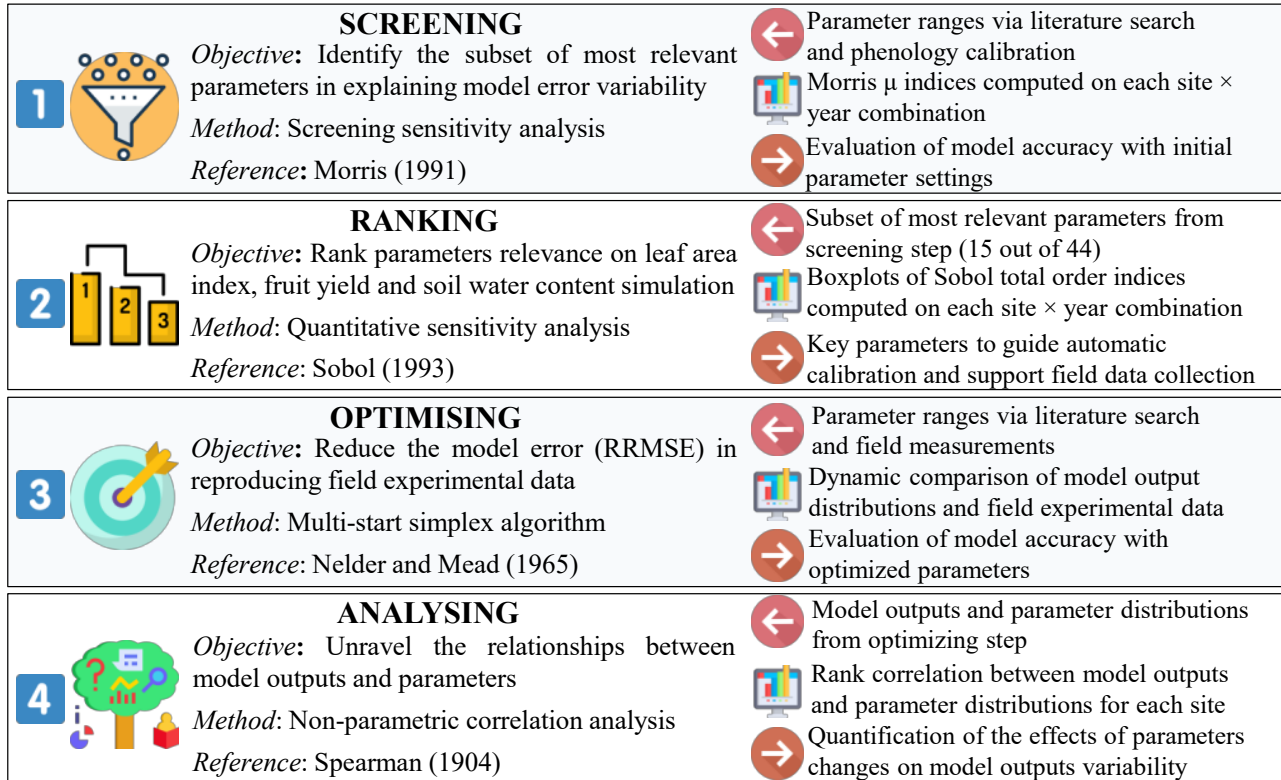 SCREENING
1
Objective: Identify the subset of most relevant
parameters in explaining model error variability
Method: Screening sensitivity analysis
Reference: Morris (1991)
Parameter ranges via literature search
and phenology calibration
Morris μ indices computed on each site ×
year combination
Evaluation of model accuracy with initial
parameter settings
RANKING
2
1
2
3
Objective: Rank parameters relevance on leaf area
index, fruit yield and soil water content simulation
Method: Quantitative sensitivity analysis
Reference: Sobol (1993)
Subset of most relevant parameters from
screening step (15 out of 44)
Boxplots of Sobol total order indices
computed on each site × year combination
Key parameters to guide automatic
calibration and support field data collection
OPTIMISING
3
Objective: Reduce the model error (RRMSE) in
reproducing field experimental data
Method: Multi-start simplex algorithm
Reference: Nelder and Mead (1965)
Parameter ranges via literature search
and field measurements
Dynamic comparison of model output
distributions and field experimental data
Evaluation of model accuracy with
optimized parameters
ANALYSING
4
?
Objective: Unravel the relationships between
model outputs and parameters
Method: Non-parametric correlation analysis
Reference: Spearman (1904)
Model outputs and parameter distributions
from optimizing step
Rank correlation between model outputs
and parameter distributions for each site
Quantification of the effects of parameters
changes on model outputs variability